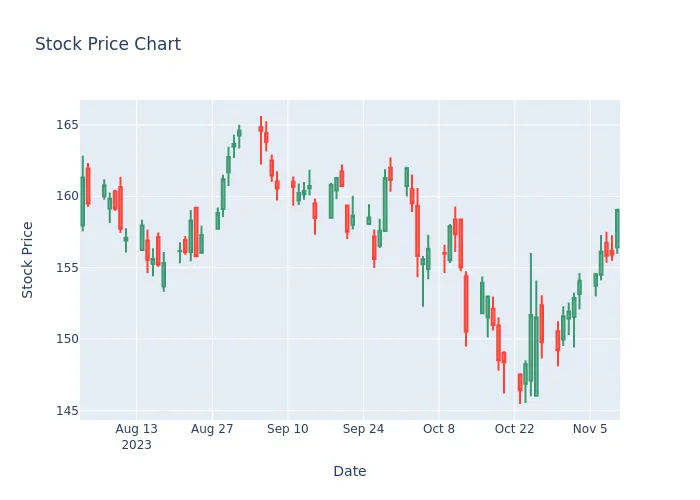 Stock Price Chart
Stock Price
165
160
155
150
145
Aug 13
2023
Aug 27
Sep 10
Sep 24
Oct 8
Oct 22
Nov 5
Date